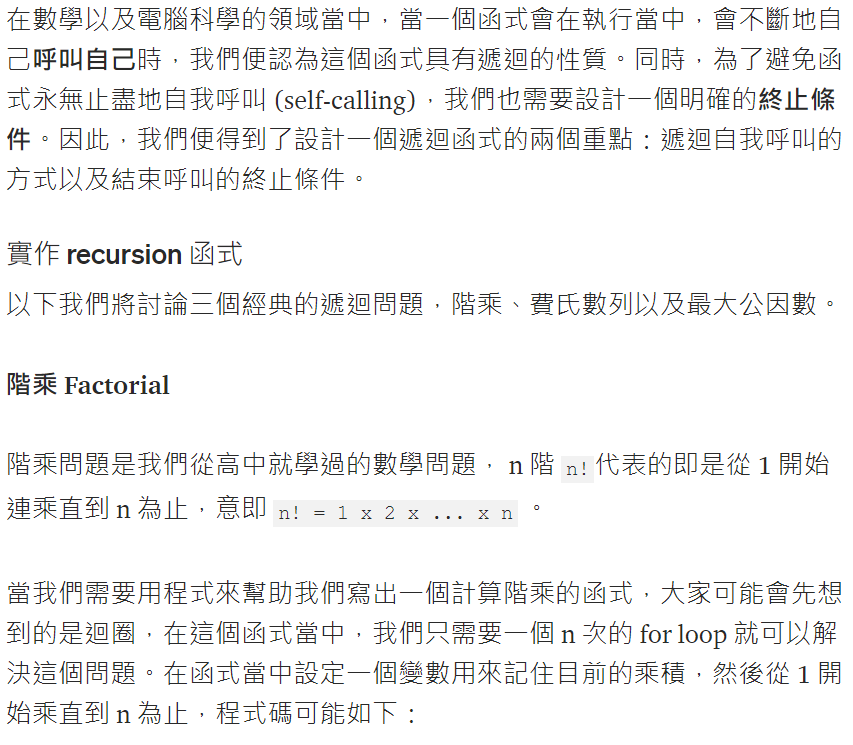 在數學以及電腦科學的領域當中，當一個函式會在執行當中，會不斷地自
己呼叫自己時，我們便認為這個函式具有遞迴的性質。同時，為了避免函
式永無止盡地自我呼叫 (self-calling)，我們也需要設計一個明確的終止條
件。因此，我們便得到了設計一個遞迴函式的兩個重點：遞迴自我呼叫的
方式以及結束呼叫的終止條件。
實作 recursion 函式
以下我們將討論三個經典的遞迴問題，階乘、費氏數列以及最大公因數。
階乘 Factorial
階乘問題是我們從高中就學過的數學問題， n 階 n! 代表的即是從 1 開始
連乘直到 n 為止，意即 n! = 1 x 2 x ... x n 。
當我們需要用程式來幫助我們寫出一個計算階乘的函式，大家可能會先想
到的是迴圈，在這個函式當中，我們只需要一個 n 次的 for loop 就可以解
決這個問題。在函式當中設定一個變數用來記住目前的乘積，然後從 1 開
始乘直到 n 為止，程式碼可能如下：